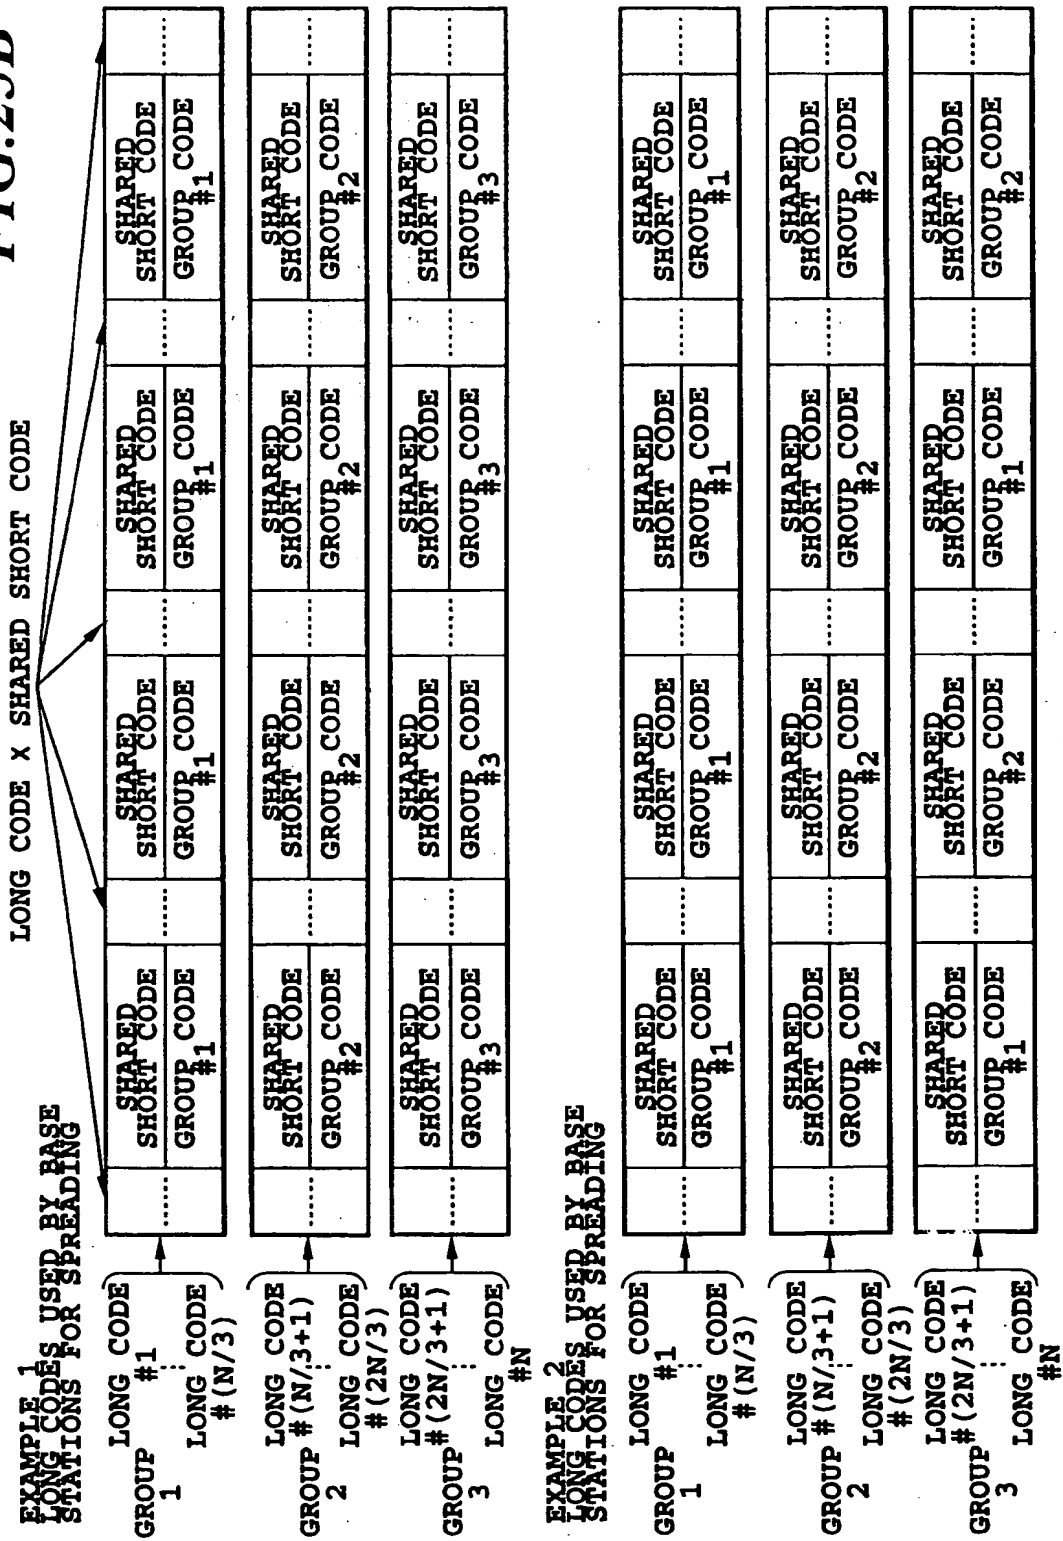 LONG CODE X SHARED SHORT CODE
EXAMPLE 1
LONG CODES USED BY BASE
STATIONS FOR SPREADING
GROUP
1
LONG CODE
#1
LONG CODE
#(N/3)
SHARED
SHORT CODE
GROUP CODE
#1
SHARED
SHORT CODE
GROUP CODE
#1
SHARED
SHORT CODE
GROUP CODE
#1
SHARED
SHORT CODE
GROUP CODE
#1
GROUP
2
LONG CODE
#(N/3+1)
LONG CODE
#(2N/3)
SHARED
SHORT CODE
GROUP CODE
#2
SHARED
SHORT CODE
GROUP CODE
#2
SHARED
SHORT CODE
GROUP CODE
#2
SHARED
SHORT CODE
GROUP CODE
#2
GROUP
3
LONG CODE
#(2N/3+1)
LONG CODE
#N
SHARED
SHORT CODE
GROUP CODE
#3
SHARED
SHORT CODE
GROUP CODE
#3
SHARED
SHORT CODE
GROUP CODE
#3
SHARED
SHORT CODE
GROUP CODE
#3
EXAMPLE 2
LONG CODES USED BY BASE
STATIONS FOR SPREADING
GROUP
1
LONG CODE
#1
LONG CODE
#(N/3)
SHARED
SHORT CODE
GROUP CODE
#1
SHARED
SHORT CODE
GROUP CODE
#1
SHARED
SHORT CODE
GROUP CODE
#1
SHARED
SHORT CODE
GROUP CODE
#1
GROUP
2
LONG CODE
#(N/3+1)
LONG CODE
#(2N/3)
SHARED
SHORT CODE
GROUP CODE
#2
SHARED
SHORT CODE
GROUP CODE
#2
SHARED
SHORT CODE
GROUP CODE
#2
SHARED
SHORT CODE
GROUP CODE
#2
GROUP
3
LONG CODE
#(2N/3+1)
LONG CODE
#N
SHARED
SHORT CODE
GROUP CODE
#1
SHARED
SHORT CODE
GROUP CODE
#2
SHARED
SHORT CODE
GROUP CODE
#1
SHARED
SHORT CODE
GROUP CODE
#2